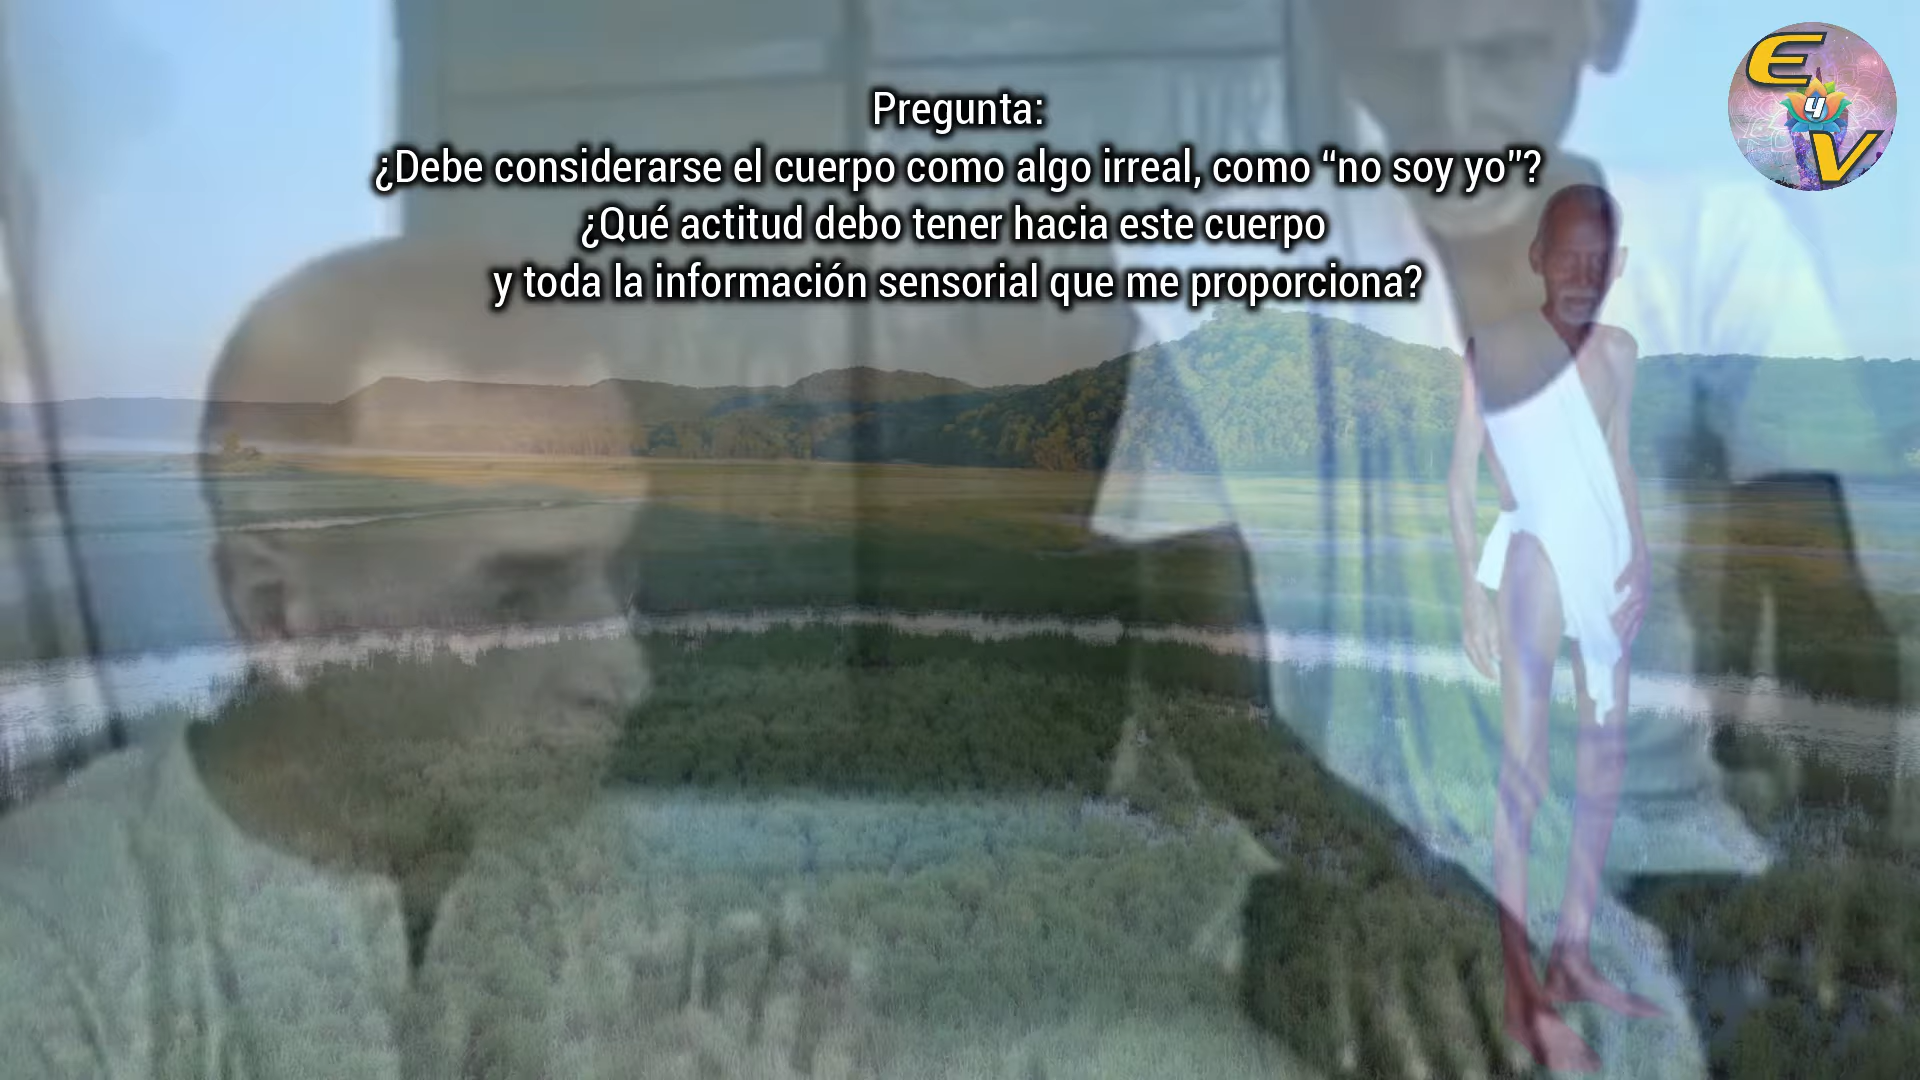 Pregunta:
¿Debe considerarse el cuerpo como algo irreal, como “no soy yo”?
¿Qué actitud debo tener hacia este cuerpo
y toda la información sensorial que me proporciona?
E
4
V